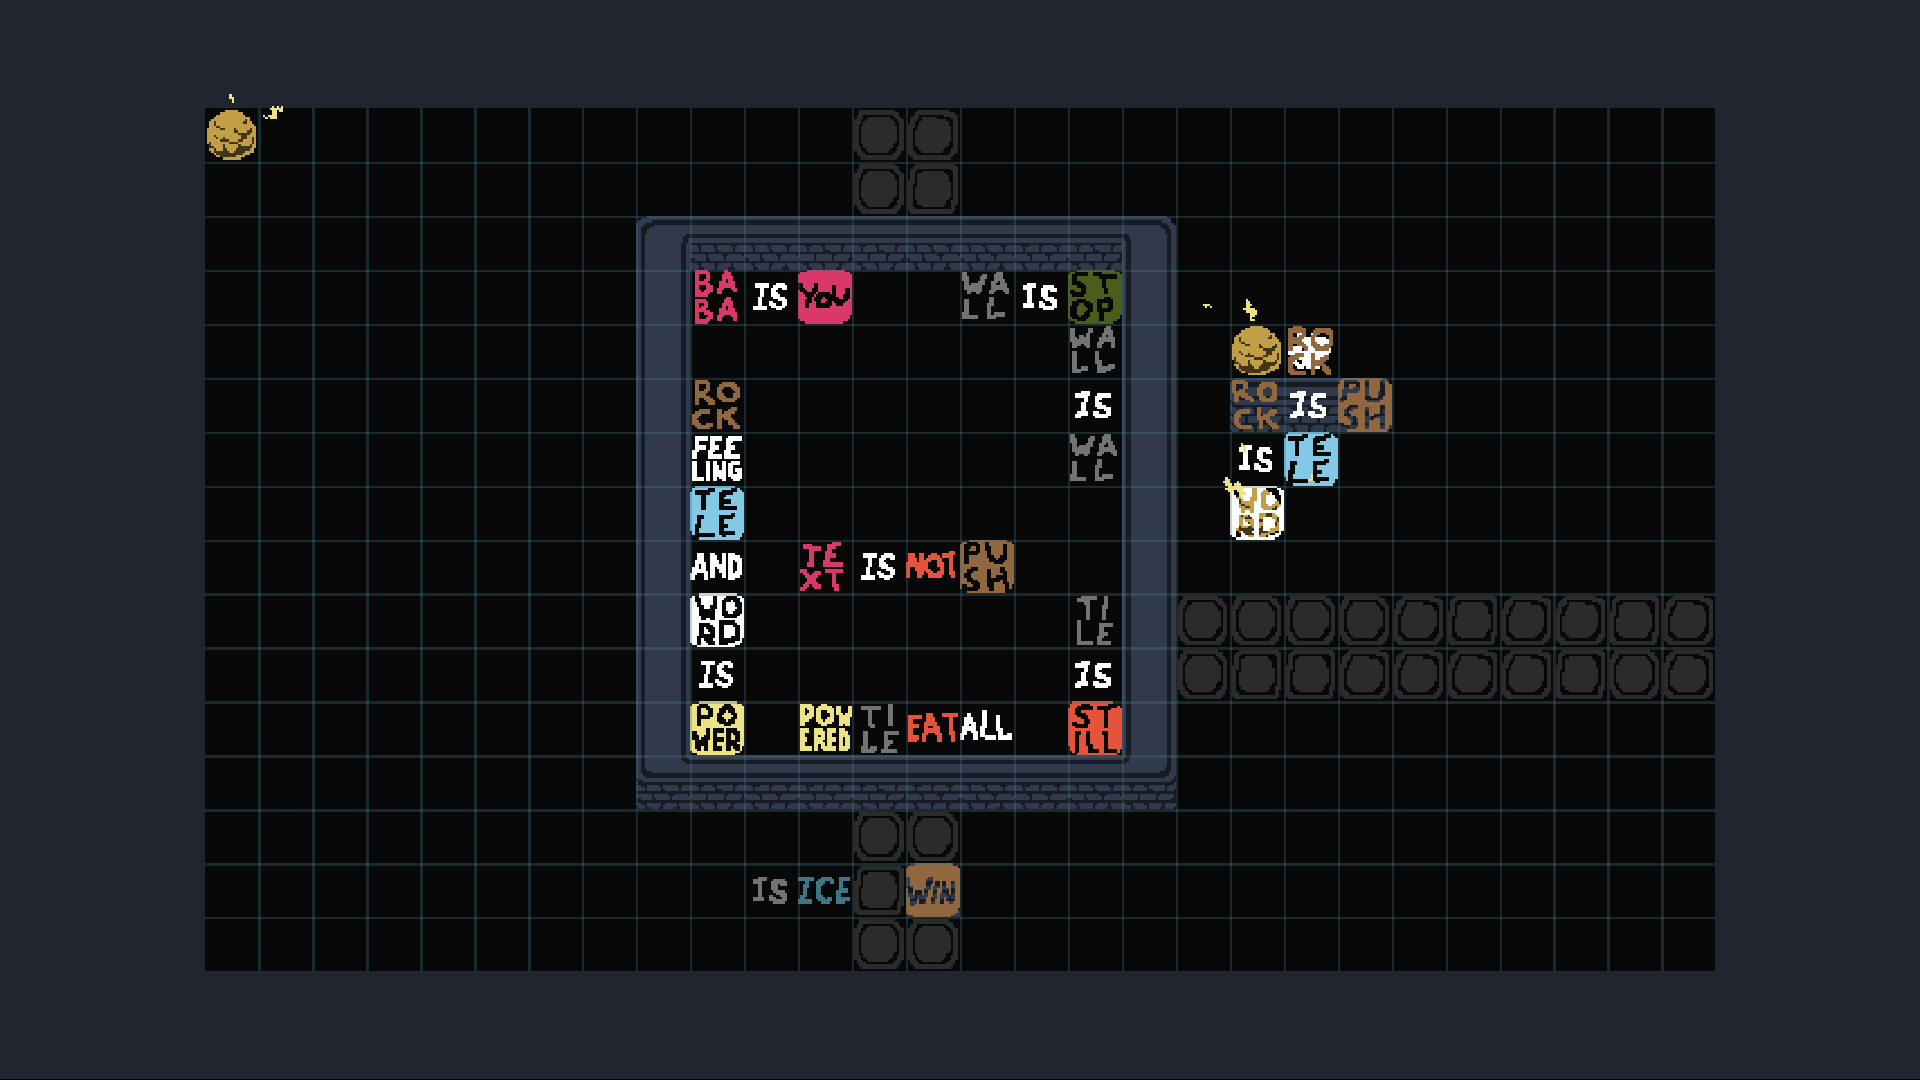 BABA IS YOU WALL IS STOP
WALL ROCK
ROCK IS ROCK IS PUSH
FEELING WALL IS TELE
TELE WORD
AND TEXT IS NOT PUSH
WORD TILE
IS IS
POWER POWERED TILE EAT ALL STILL
IS ICE WIN